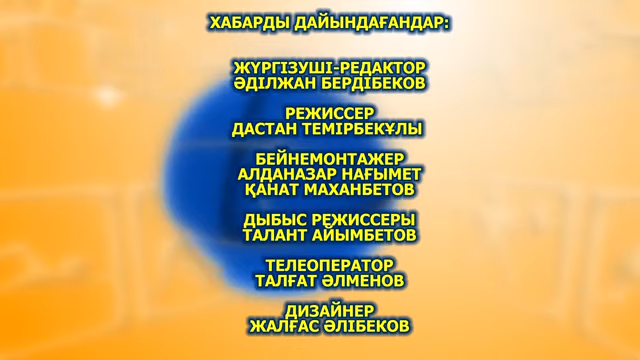 ХАБАРДЫ ДАЙЫНДАҒАНДАР:
ЖҮРГІЗУШІ-РЕДАКТОР
ӘДІЛЖАН БЕРДІБЕКОВ
РЕЖИССЕР
ДАСТАН ТЕМІРБЕКҰЛЫ
БЕЙНЕМОНТАЖЕР
АЛДАНАЗАР НАҒЫМЕТ
ҚАНАТ МАХАНБЕТОВ
ДЫБЫС РЕЖИССЕРЫ
ТАЛАНТ АЙЫМБЕТОВ
ТЕЛЕОПЕРАТОР
ТАЛҒАТ ӘЛМЕНОВ
ДИЗАЙНЕР
ЖАЛҒАС ӘЛІБЕКОВ